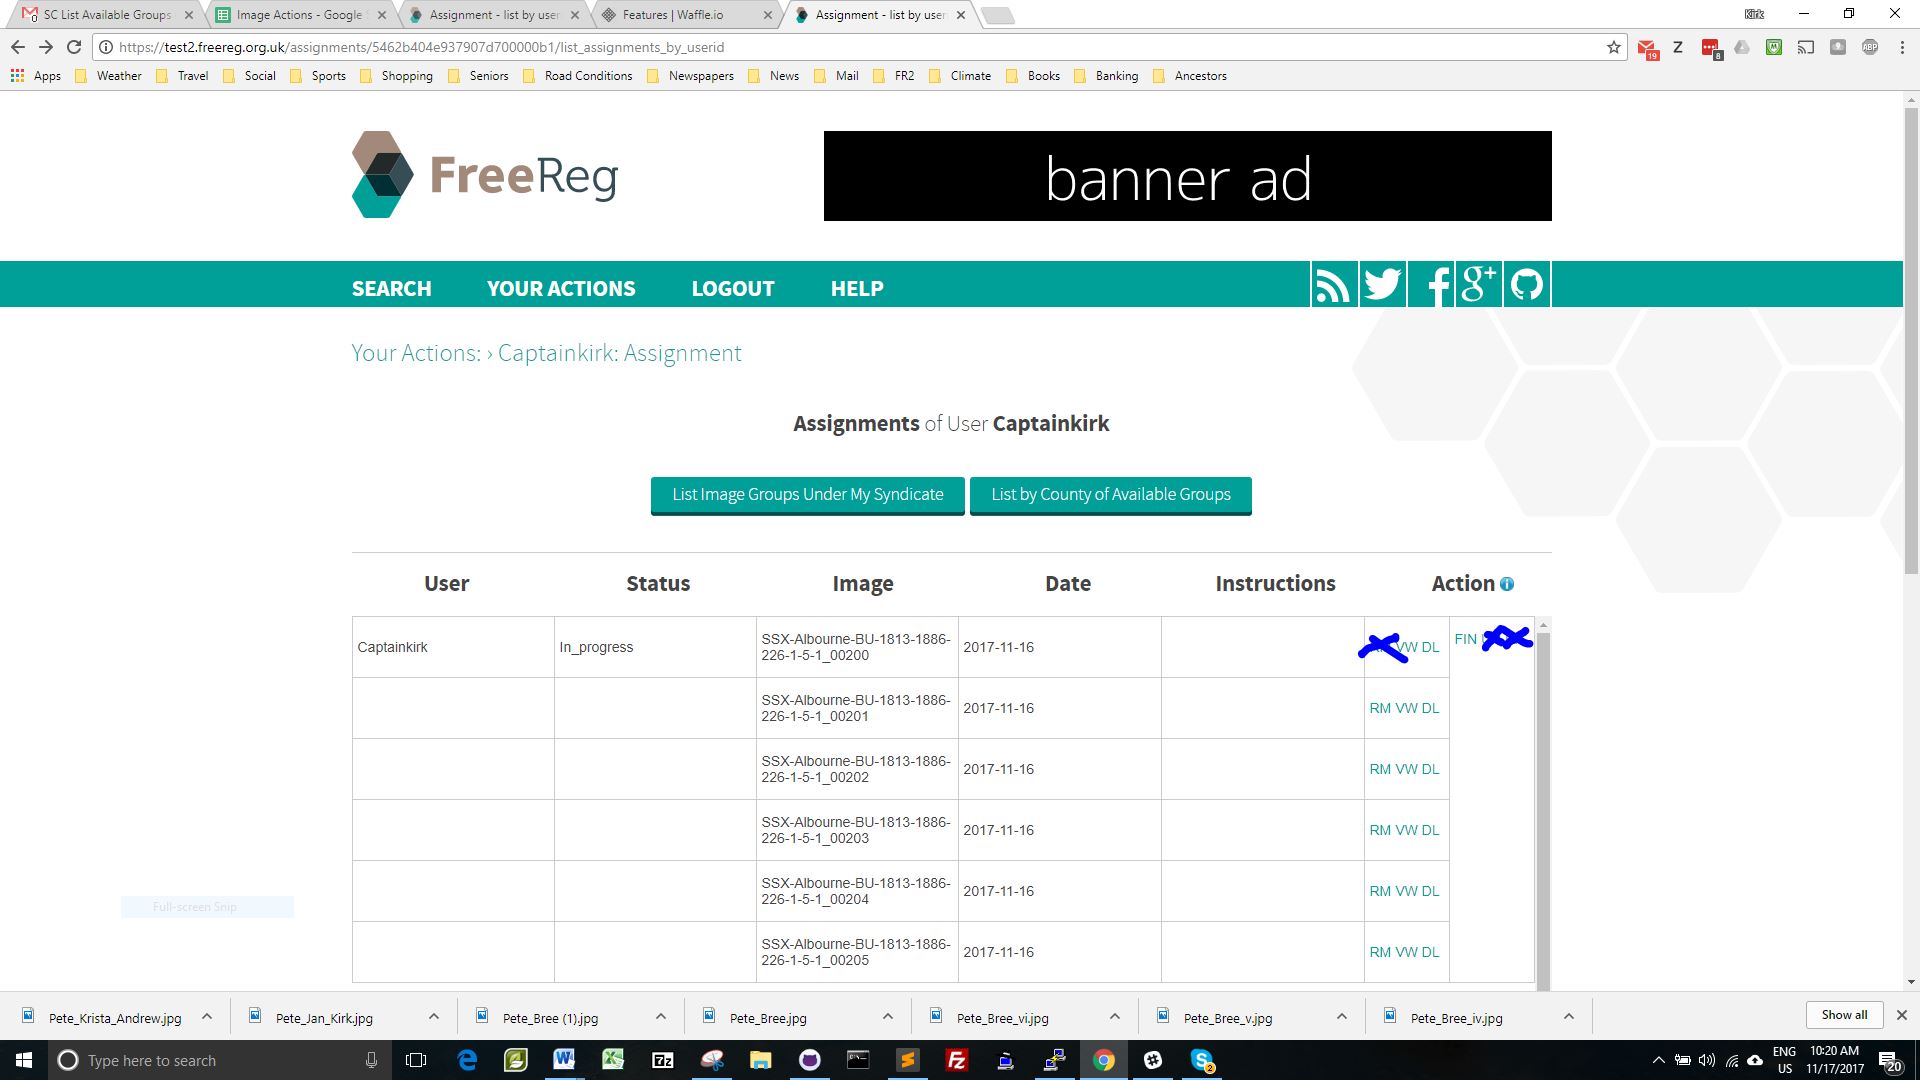 SC List Available Groups
Image Actions - Google S
Assignment - list by user
Features | Waffle.io
Assignment - list by user
Kirk
https://test2.freereg.org.uk/assignments/5462b404e937907d700000b1/list_assignments_by_userid
19
Z
8
ABP
Apps Weather Travel Social Sports Shopping Seniors Road Conditions Newspapers News Mail FR2 Climate Books Banking Ancestors
FreeReg
banner ad
SEARCH YOUR ACTIONS LOGOUT HELP
g+
Your Actions: › Captainkirk: Assignment
Assignments of User Captainkirk
List Image Groups Under My Syndicate
List by County of Available Groups
User Status Image Date Instructions Action
Captainkirk In_progress SSX-Albourne-BU-1813-1886-
226-1-5-1_00200 2017-11-16 VW DL FIN
SSX-Albourne-BU-1813-1886-
226-1-5-1_00201 2017-11-16 RM VW DL
SSX-Albourne-BU-1813-1886-
226-1-5-1_00202 2017-11-16 RM VW DL
SSX-Albourne-BU-1813-1886-
226-1-5-1_00203 2017-11-16 RM VW DL
SSX-Albourne-BU-1813-1886-
226-1-5-1_00204 2017-11-16 RM VW DL
SSX-Albourne-BU-1813-1886-
226-1-5-1_00205 2017-11-16 RM VW DL
Full-screen Snip
Pete_Krista_Andrew.jpg
Pete_Jan_Kirk.jpg
Pete_Bree (1).jpg
Pete_Bree.jpg
Pete_Bree_vi.jpg
Pete_Bree_v.jpg
Pete_Bree_iv.jpg
Show all
Type here to search
7z
Fz
2
ENG
US
10:20 AM
11/17/2017
20